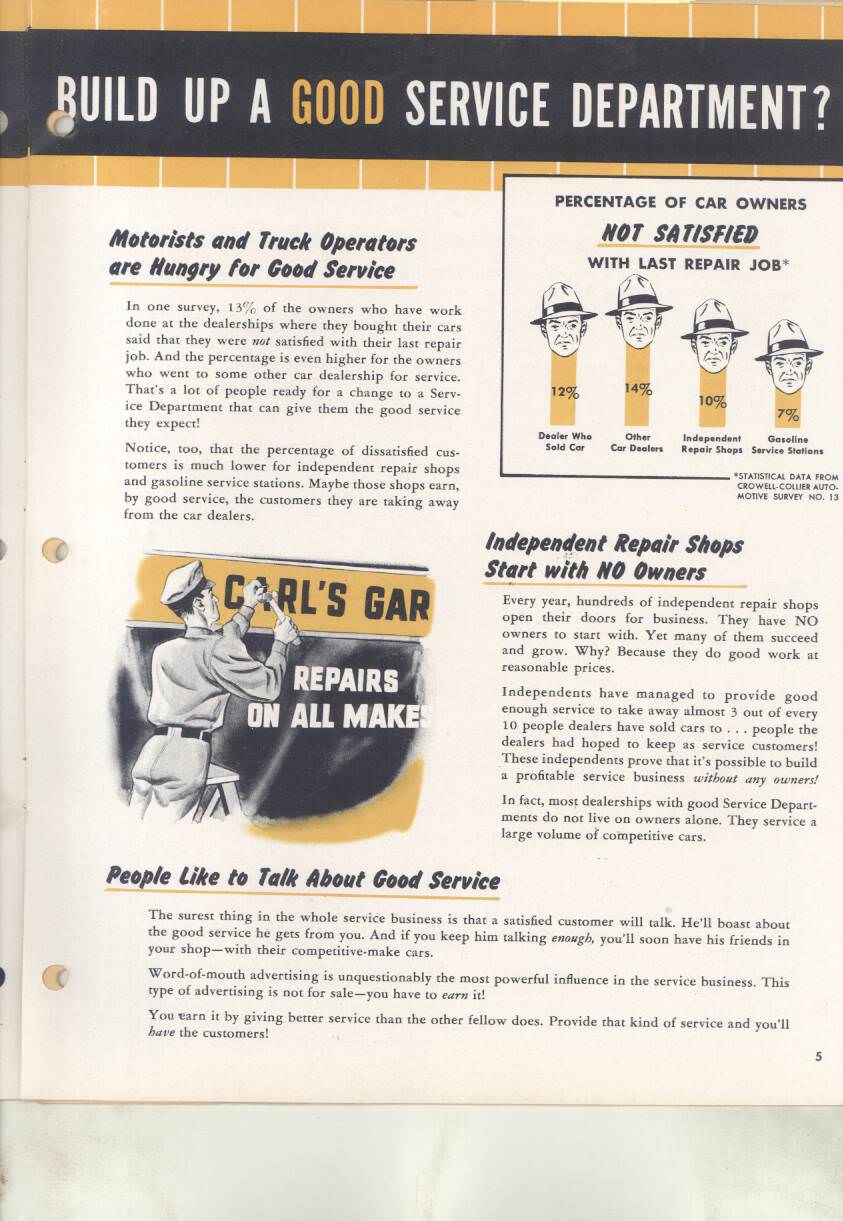 BUILD UP A GOOD SERVICE DEPARTMENT?
Motorists and Truck Operators
are Hungry for Good Service
In one survey, 13% of the owners who have work
done at the dealerships where they bought their cars
said that they were not satisfied with their last repair
job. And the percentage is even higher for the owners
who went to some other car dealership for service.
That's a lot of people ready for a change to a Serv-
ice Department that can give them the good service
they expect!
Notice, too, that the percentage of dissatisfied cus-
tomers is much lower for independent repair shops
and gasoline service stations. Maybe those shops earn,
by good service, the customers they are taking away
from the car dealers.
PERCENTAGE OF CAR OWNERS
NOT SATISFIED
WITH LAST REPAIR JOB*
12%
14%
10%
7%
Dealer Who
Sold Car
Other
Car Dealers
Independent
Repair Shops
Gasoline
Service Stations
*STATISTICAL DATA FROM
CROWELL-COLLIER AUTO-
MOTIVE SURVEY NO. 13
CARL'S GAR
REPAIRS
ON ALL MAKES
Independent Repair Shops
Start with NO Owners
Every year, hundreds of independent repair shops
open their doors for business. They have NO
owners to start with. Yet many of them succeed
and grow. Why? Because they do good work at
reasonable prices.
Independents have managed to provide good
enough service to take away almost 3 out of every
10 people dealers have sold cars to . . . people the
dealers had hoped to keep as service customers!
These independents prove that it's possible to build
a profitable service business without any owners!
In fact, most dealerships with good Service Depart-
ments do not live on owners alone. They service a
large volume of competitive cars.
People Like to Talk About Good Service
The surest thing in the whole service business is that a satisfied customer will talk. He'll boast about
the good service he gets from you. And if you keep him talking enough, you'll soon have his friends in
your shop—with their competitive-make cars.
Word-of-mouth advertising is unquestionably the most powerful influence in the service business. This
type of advertising is not for sale—you have to earn it!
You earn it by giving better service than the other fellow does. Provide that kind of service and you'll
have the customers!
5